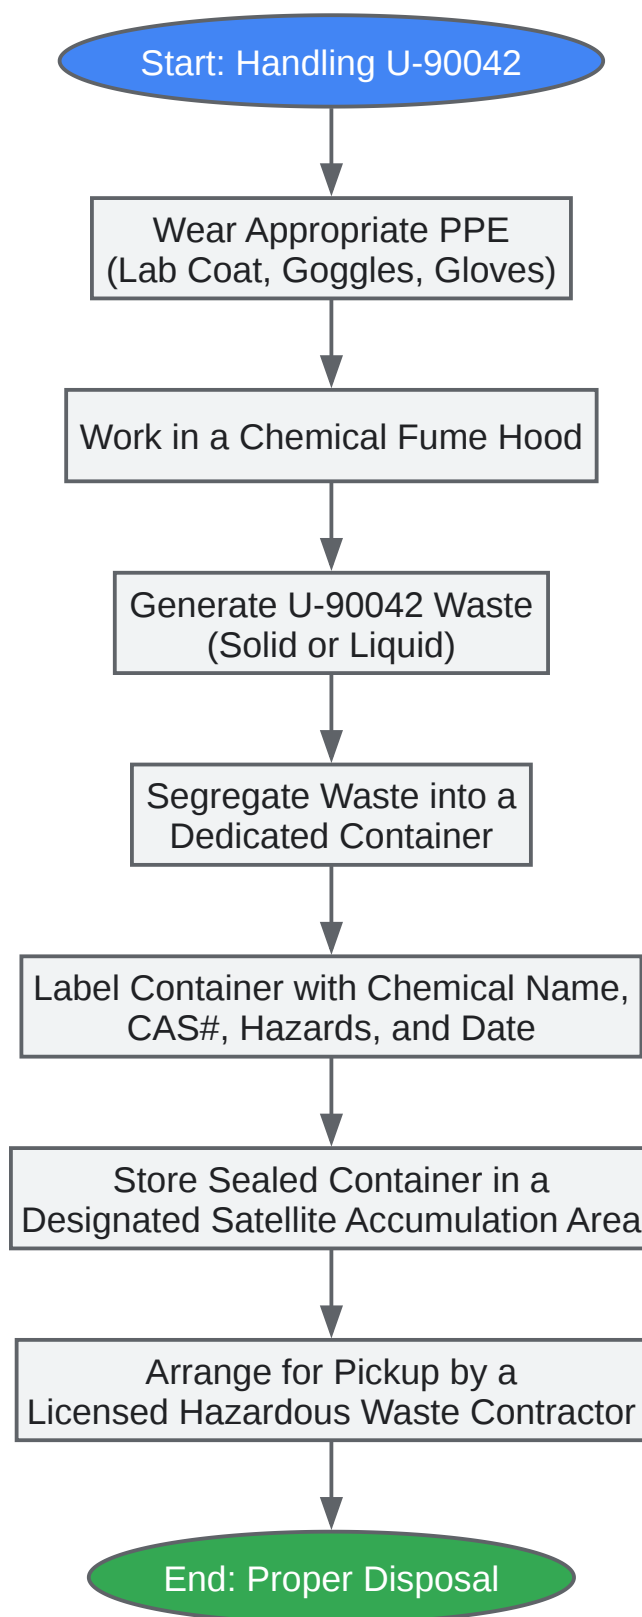 Start: Handling U-90042
Wear Appropriate PPE
(Lab Coat, Goggles, Gloves)
Work in a Chemical Fume Hood
Generate U-90042 Waste
(Solid or Liquid)
Segregate Waste into a
Dedicated Container
Label Container with Chemical Name,
CAS#, Hazards, and Date
Store Sealed Container in a
Designated Satellite Accumulation Area
Arrange for Pickup by a
Licensed Hazardous Waste Contractor
End: Proper Disposal